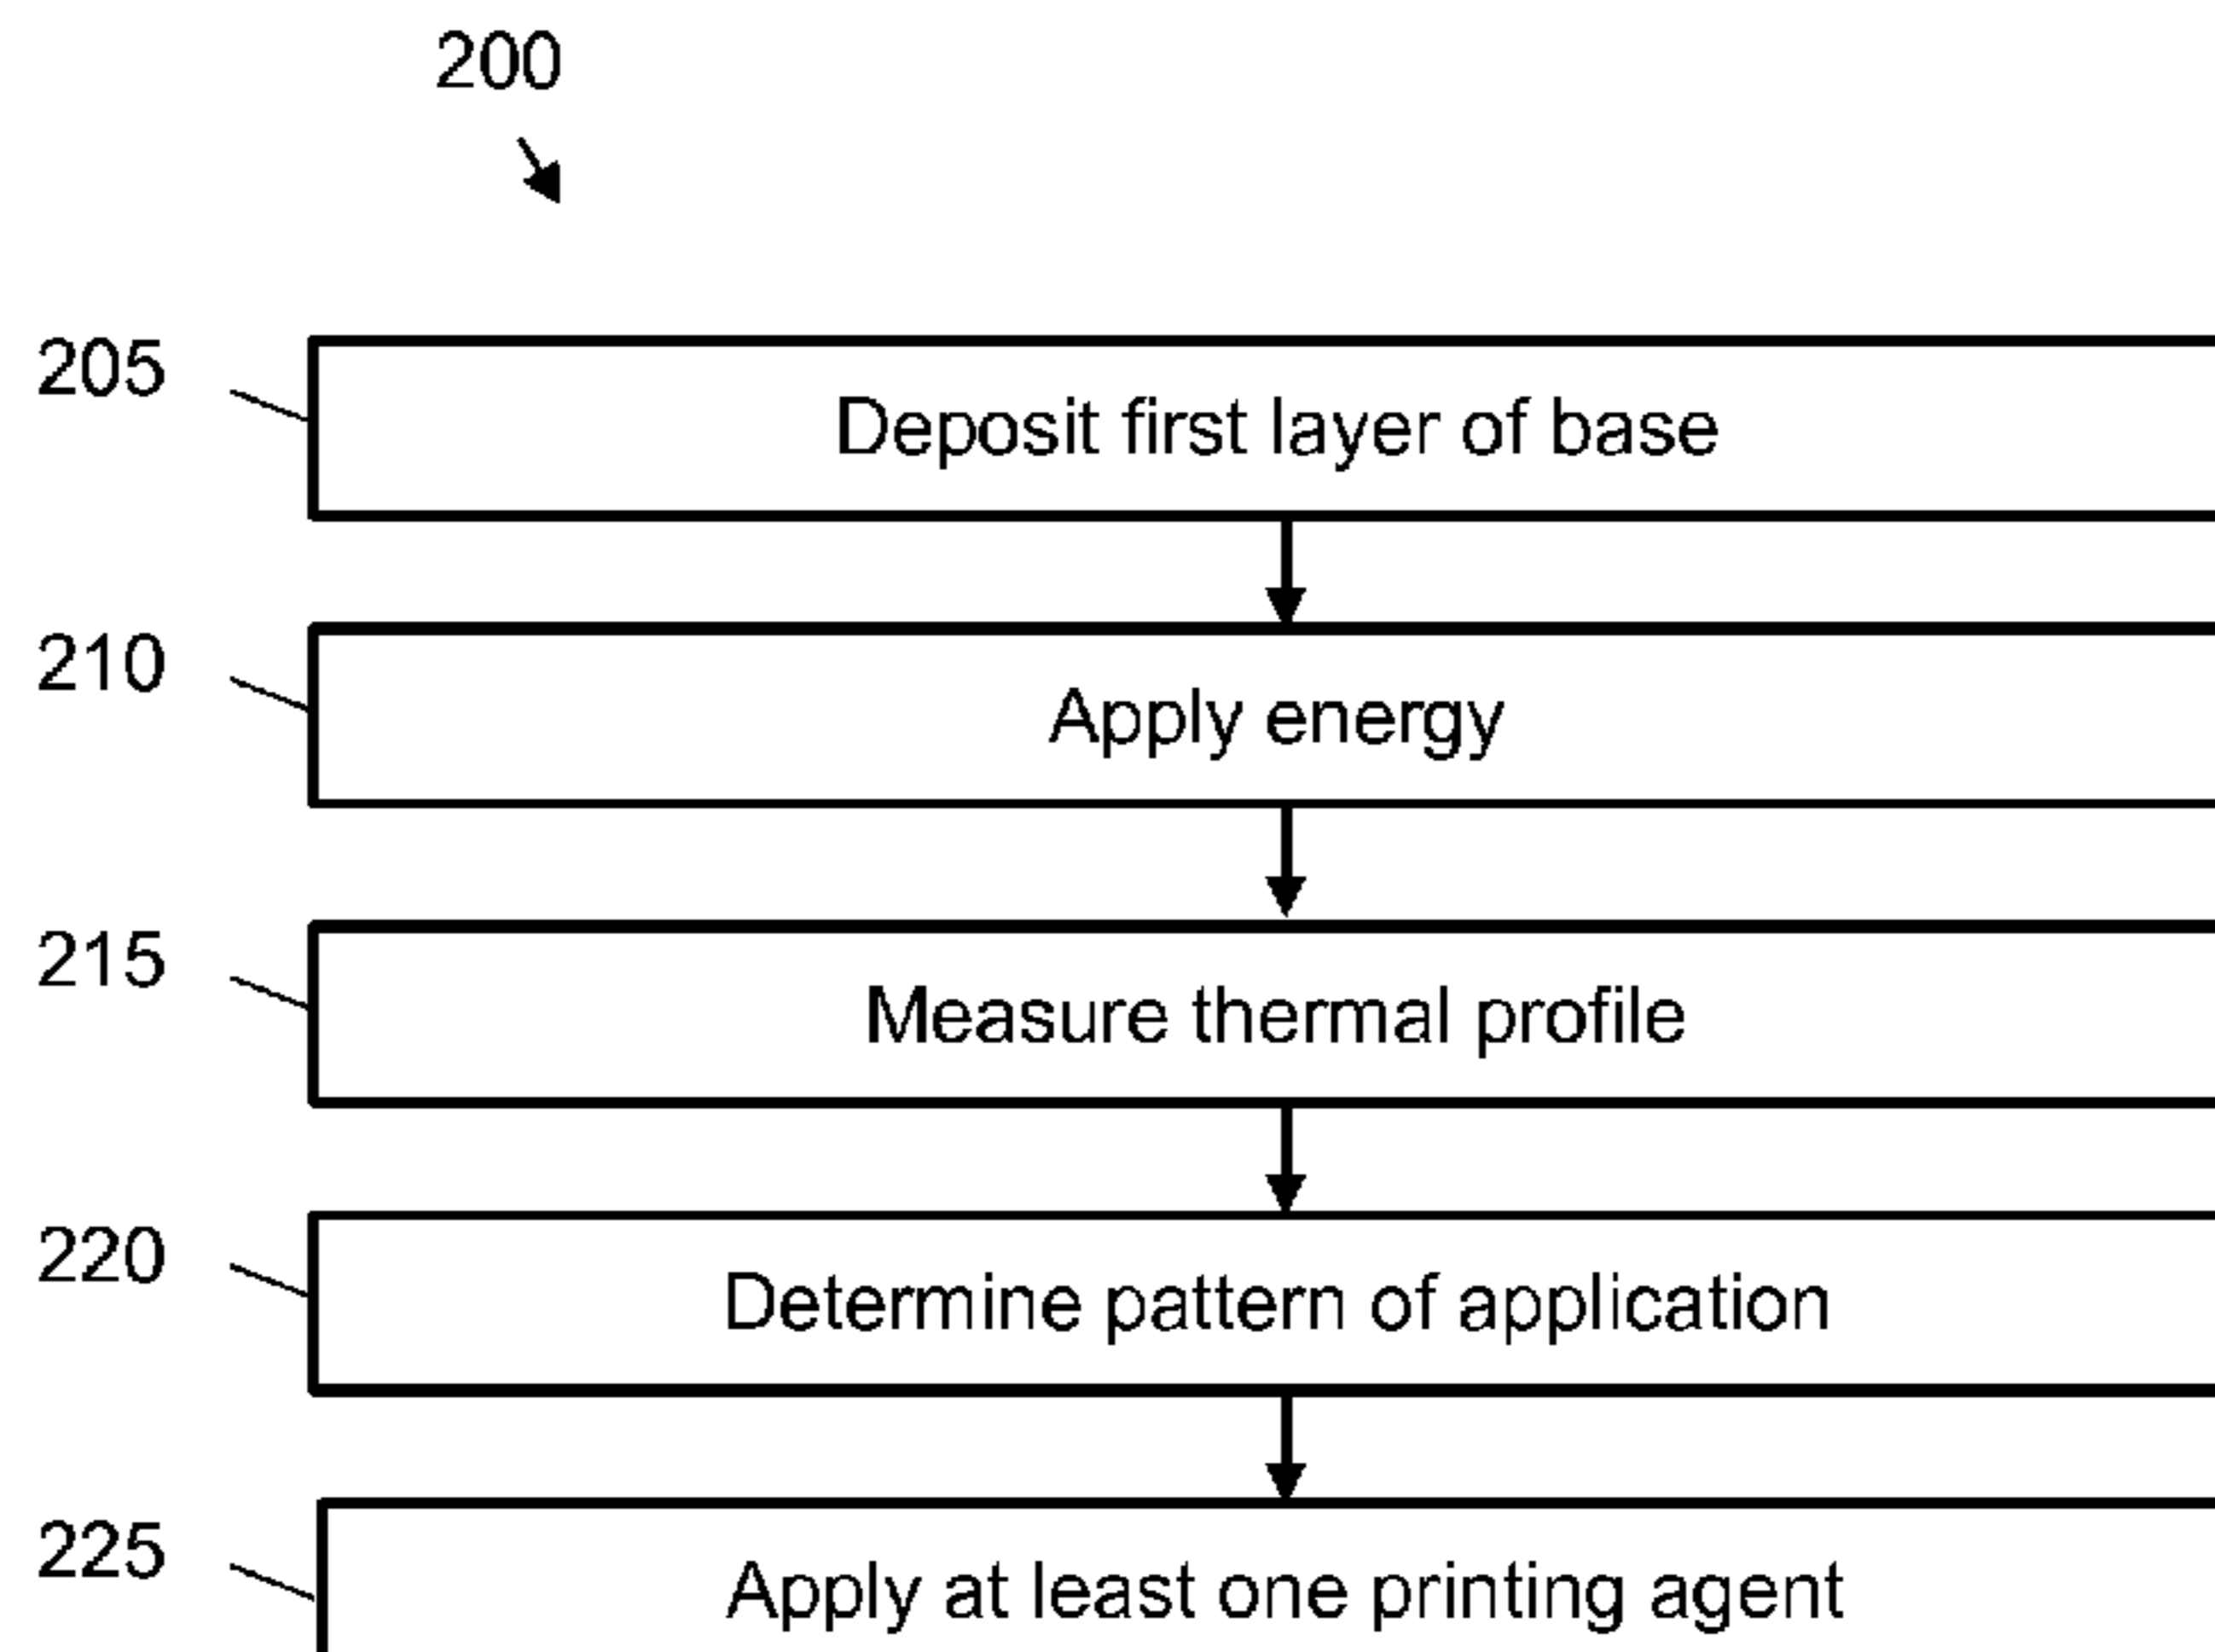 200
205
Deposit first layer of base
210
Apply energy
215
Measure thermal profile
220
Determine pattern of application
225
Apply at least one printing agent